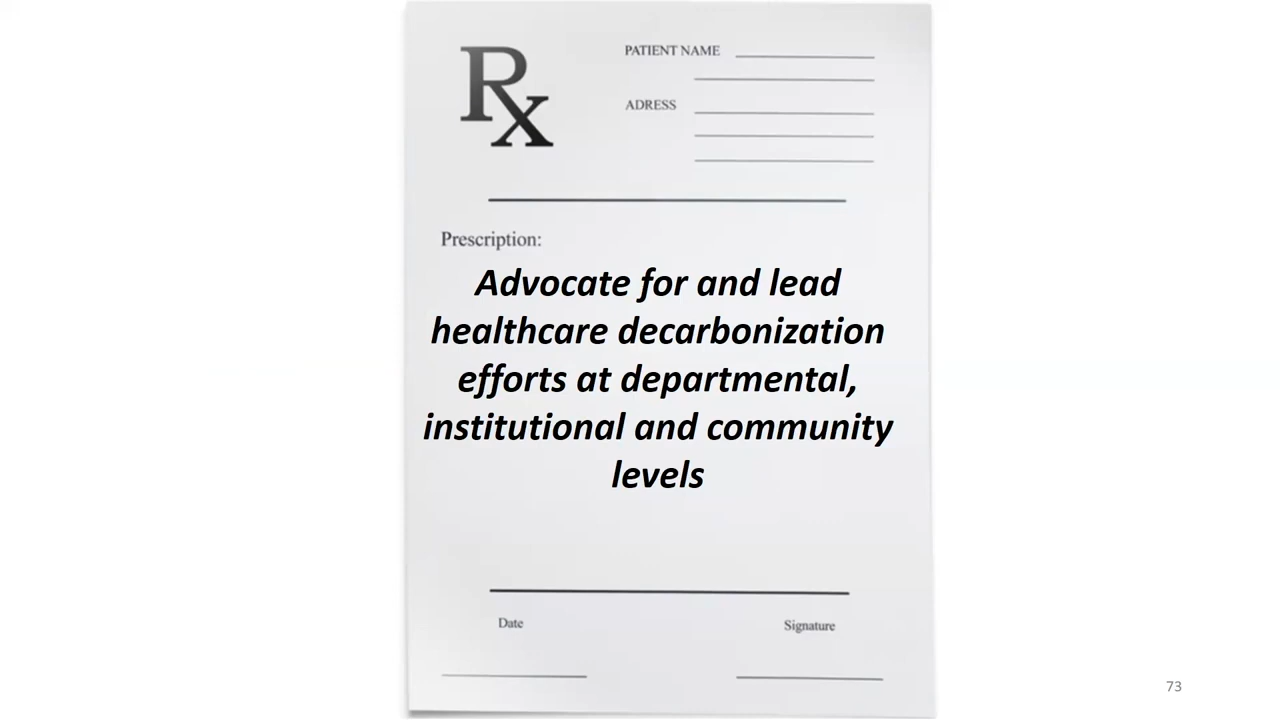 Rx
PATIENT NAME
ADRESS
Prescription:
Advocate for and lead
healthcare decarbonization
efforts at departmental,
institutional and community
levels
Date
Signature
73